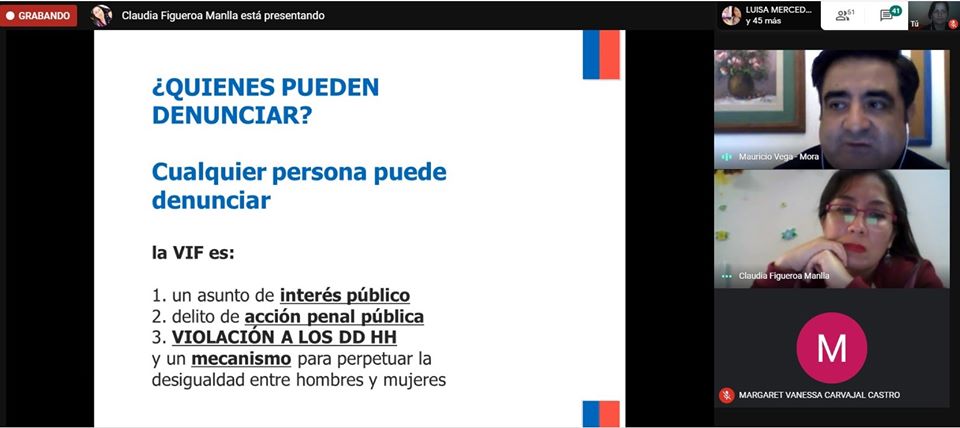 GRABANDO
Claudia Figueroa Manlla está presentando
LUISA MERCED...
y 45 más
51
41
Tú
¿QUIENES PUEDEN
DENUNCIAR?
Cualquier persona puede
denunciar
la VIF es:
1. un asunto de interés público
2. delito de acción penal pública
3. VIOLACIÓN A LOS DD HH
y un mecanismo para perpetuar la
desigualdad entre hombres y mujeres
Mauricio Vega - Mora
Claudia Figueroa Manlla
M
MARGARET VANESSA CARVAJAL CASTRO